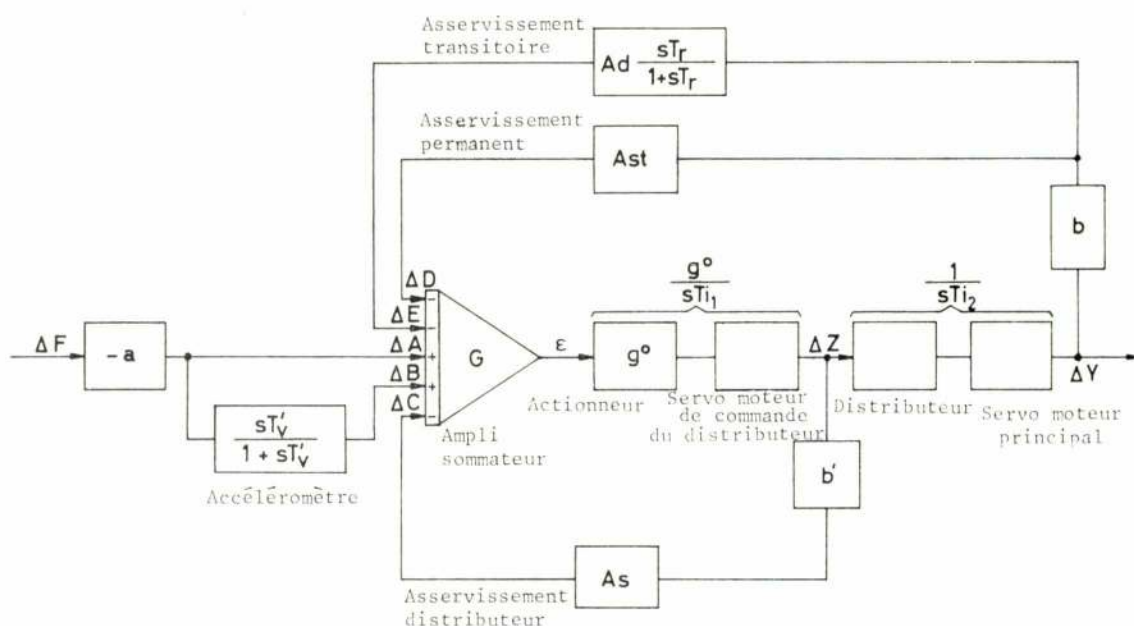 Asservissement
transitoire
Ad sTr / 1+sTr
Asservissement
permanent
Ast
b
ΔD
ΔE
ΔF
-a
ΔA
ΔB
ΔC
G
ε
g° / sTi1
g°
ΔZ
1 / sTi2
ΔY
Actionneur
Servo moteur
de commande
du distributeur
Distributeur
Servo moteur
principal
Ampli
sommateur
sT'v / 1 + sT'v
Accéléromètre
b'
As
Asservissement
distributeur